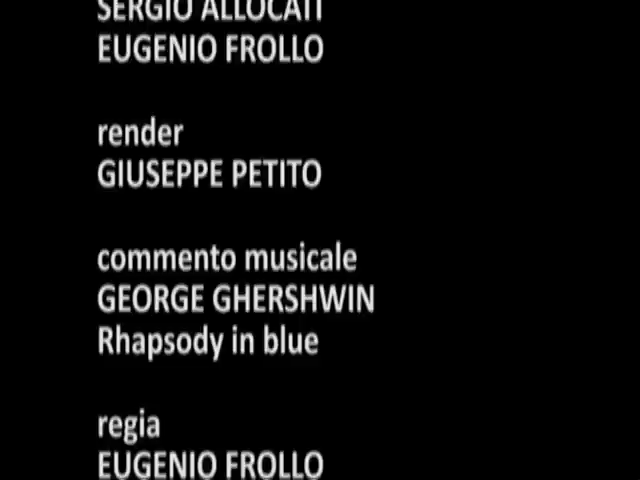 SERGIO ALLOCATI
EUGENIO FROLLO
render
GIUSEPPE PETITO
commento musicale
GEORGE GHERSHWIN
Rhapsody in blue
regia
EUGENIO FROLLO